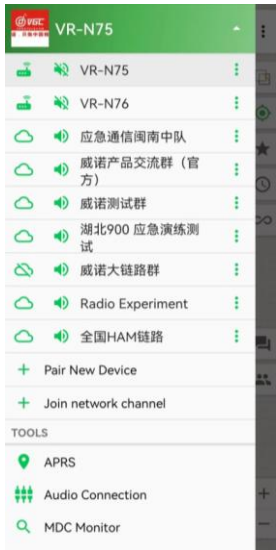 VGC
VR-N75
VR-N75
VR-N76
应急通信闽南中队
威诺产品交流群（官
方）
威诺测试群
湖北900 应急演练测
试
威诺大链路群
Radio Experiment
全国HAM链路
Pair New Device
Join network channel
TOOLS
APRS
Audio Connection
MDC Monitor